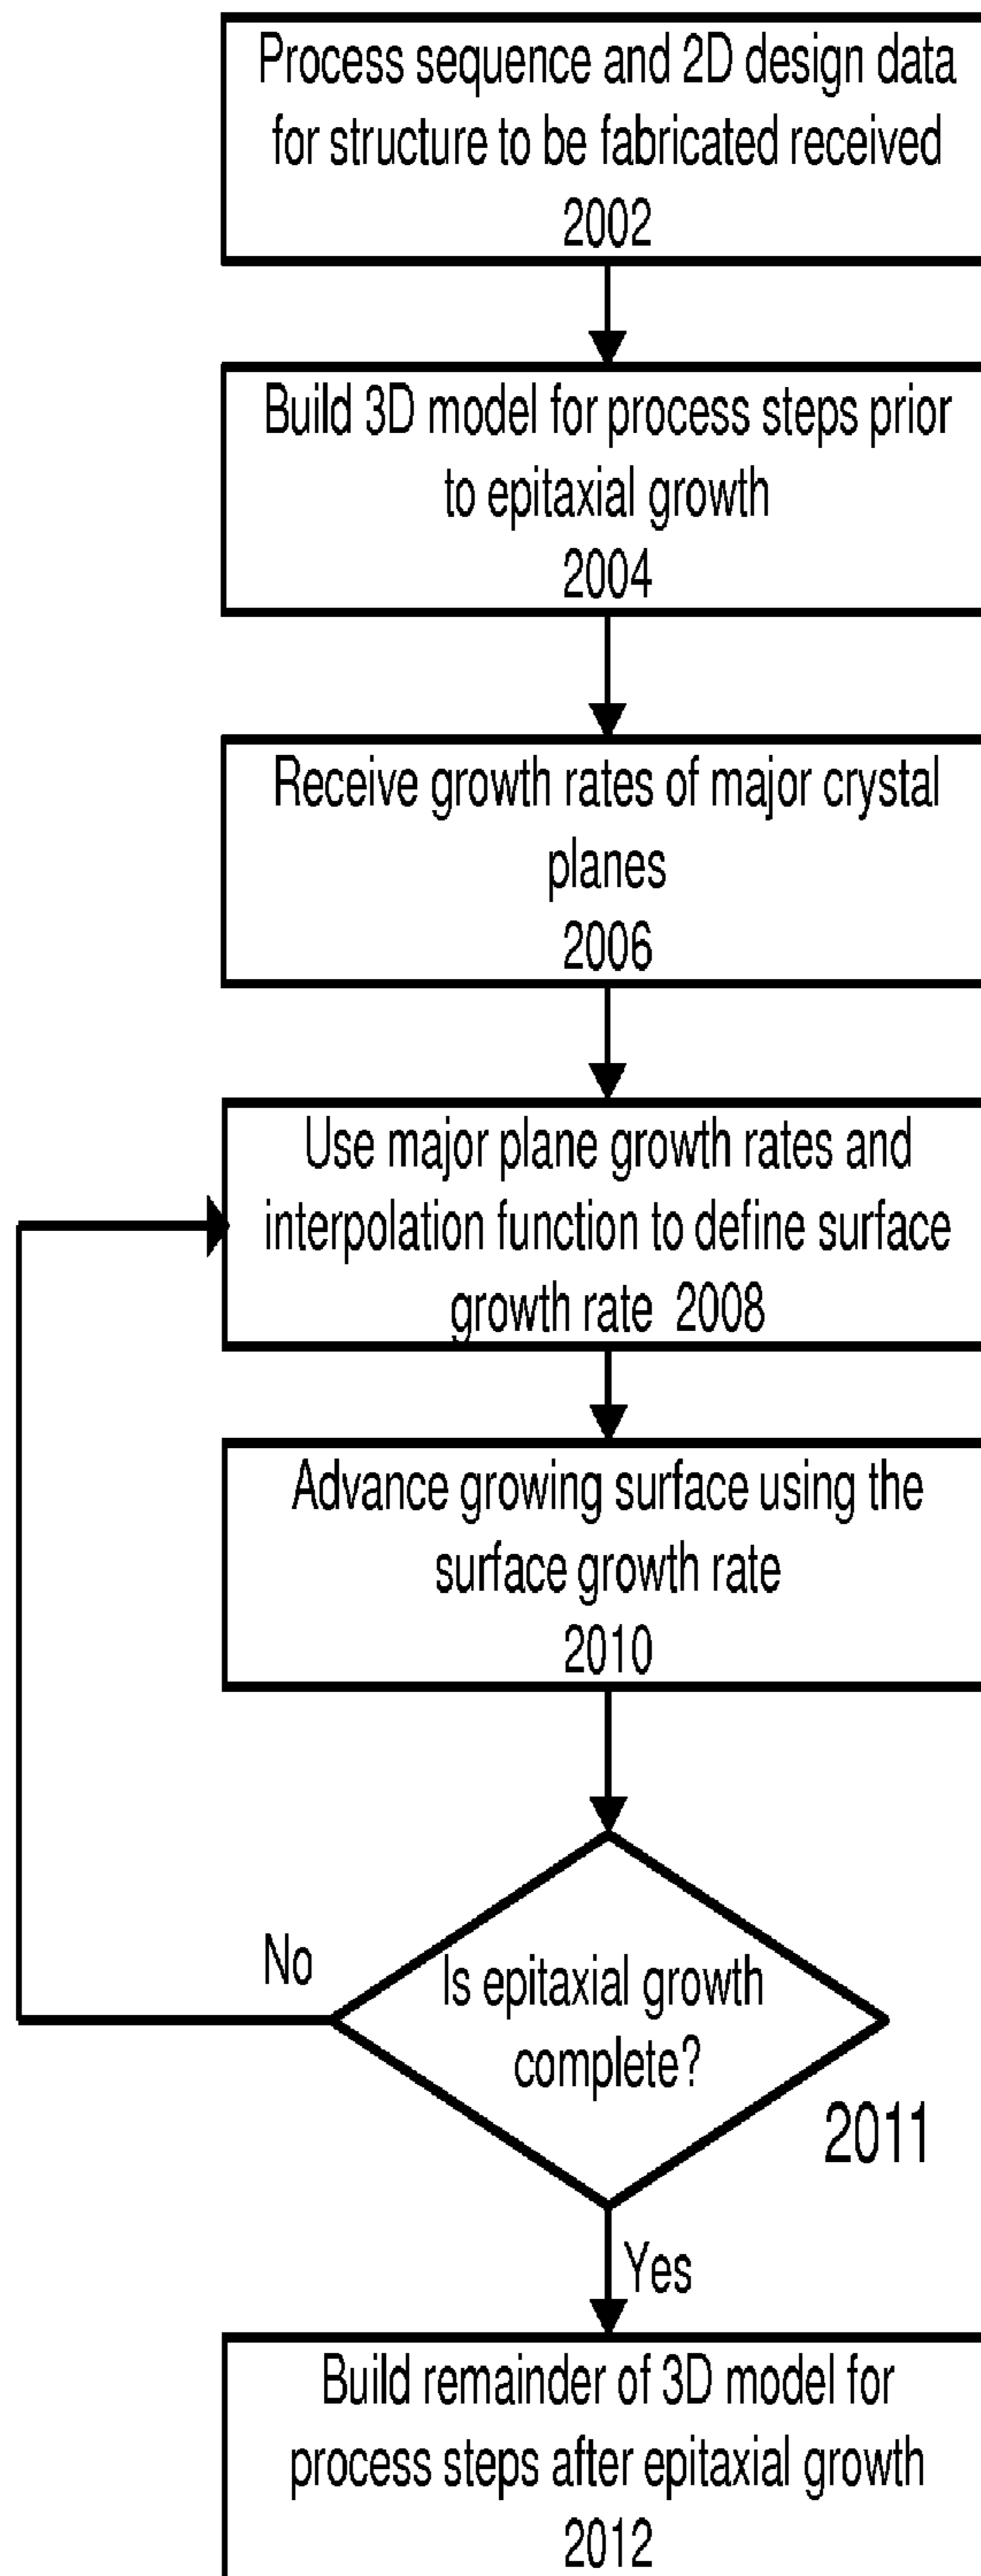 Process sequence and 2D design data
for structure to be fabricated received
2002
Build 3D model for process steps prior
to epitaxial growth
2004
Receive growth rates of major crystal
planes
2006
Use major plane growth rates and
interpolation function to define surface
growth rate 2008
Advance growing surface using the
surface growth rate
2010
No
Is epitaxial growth
complete?
2011
Yes
Build remainder of 3D model for
process steps after epitaxial growth
2012